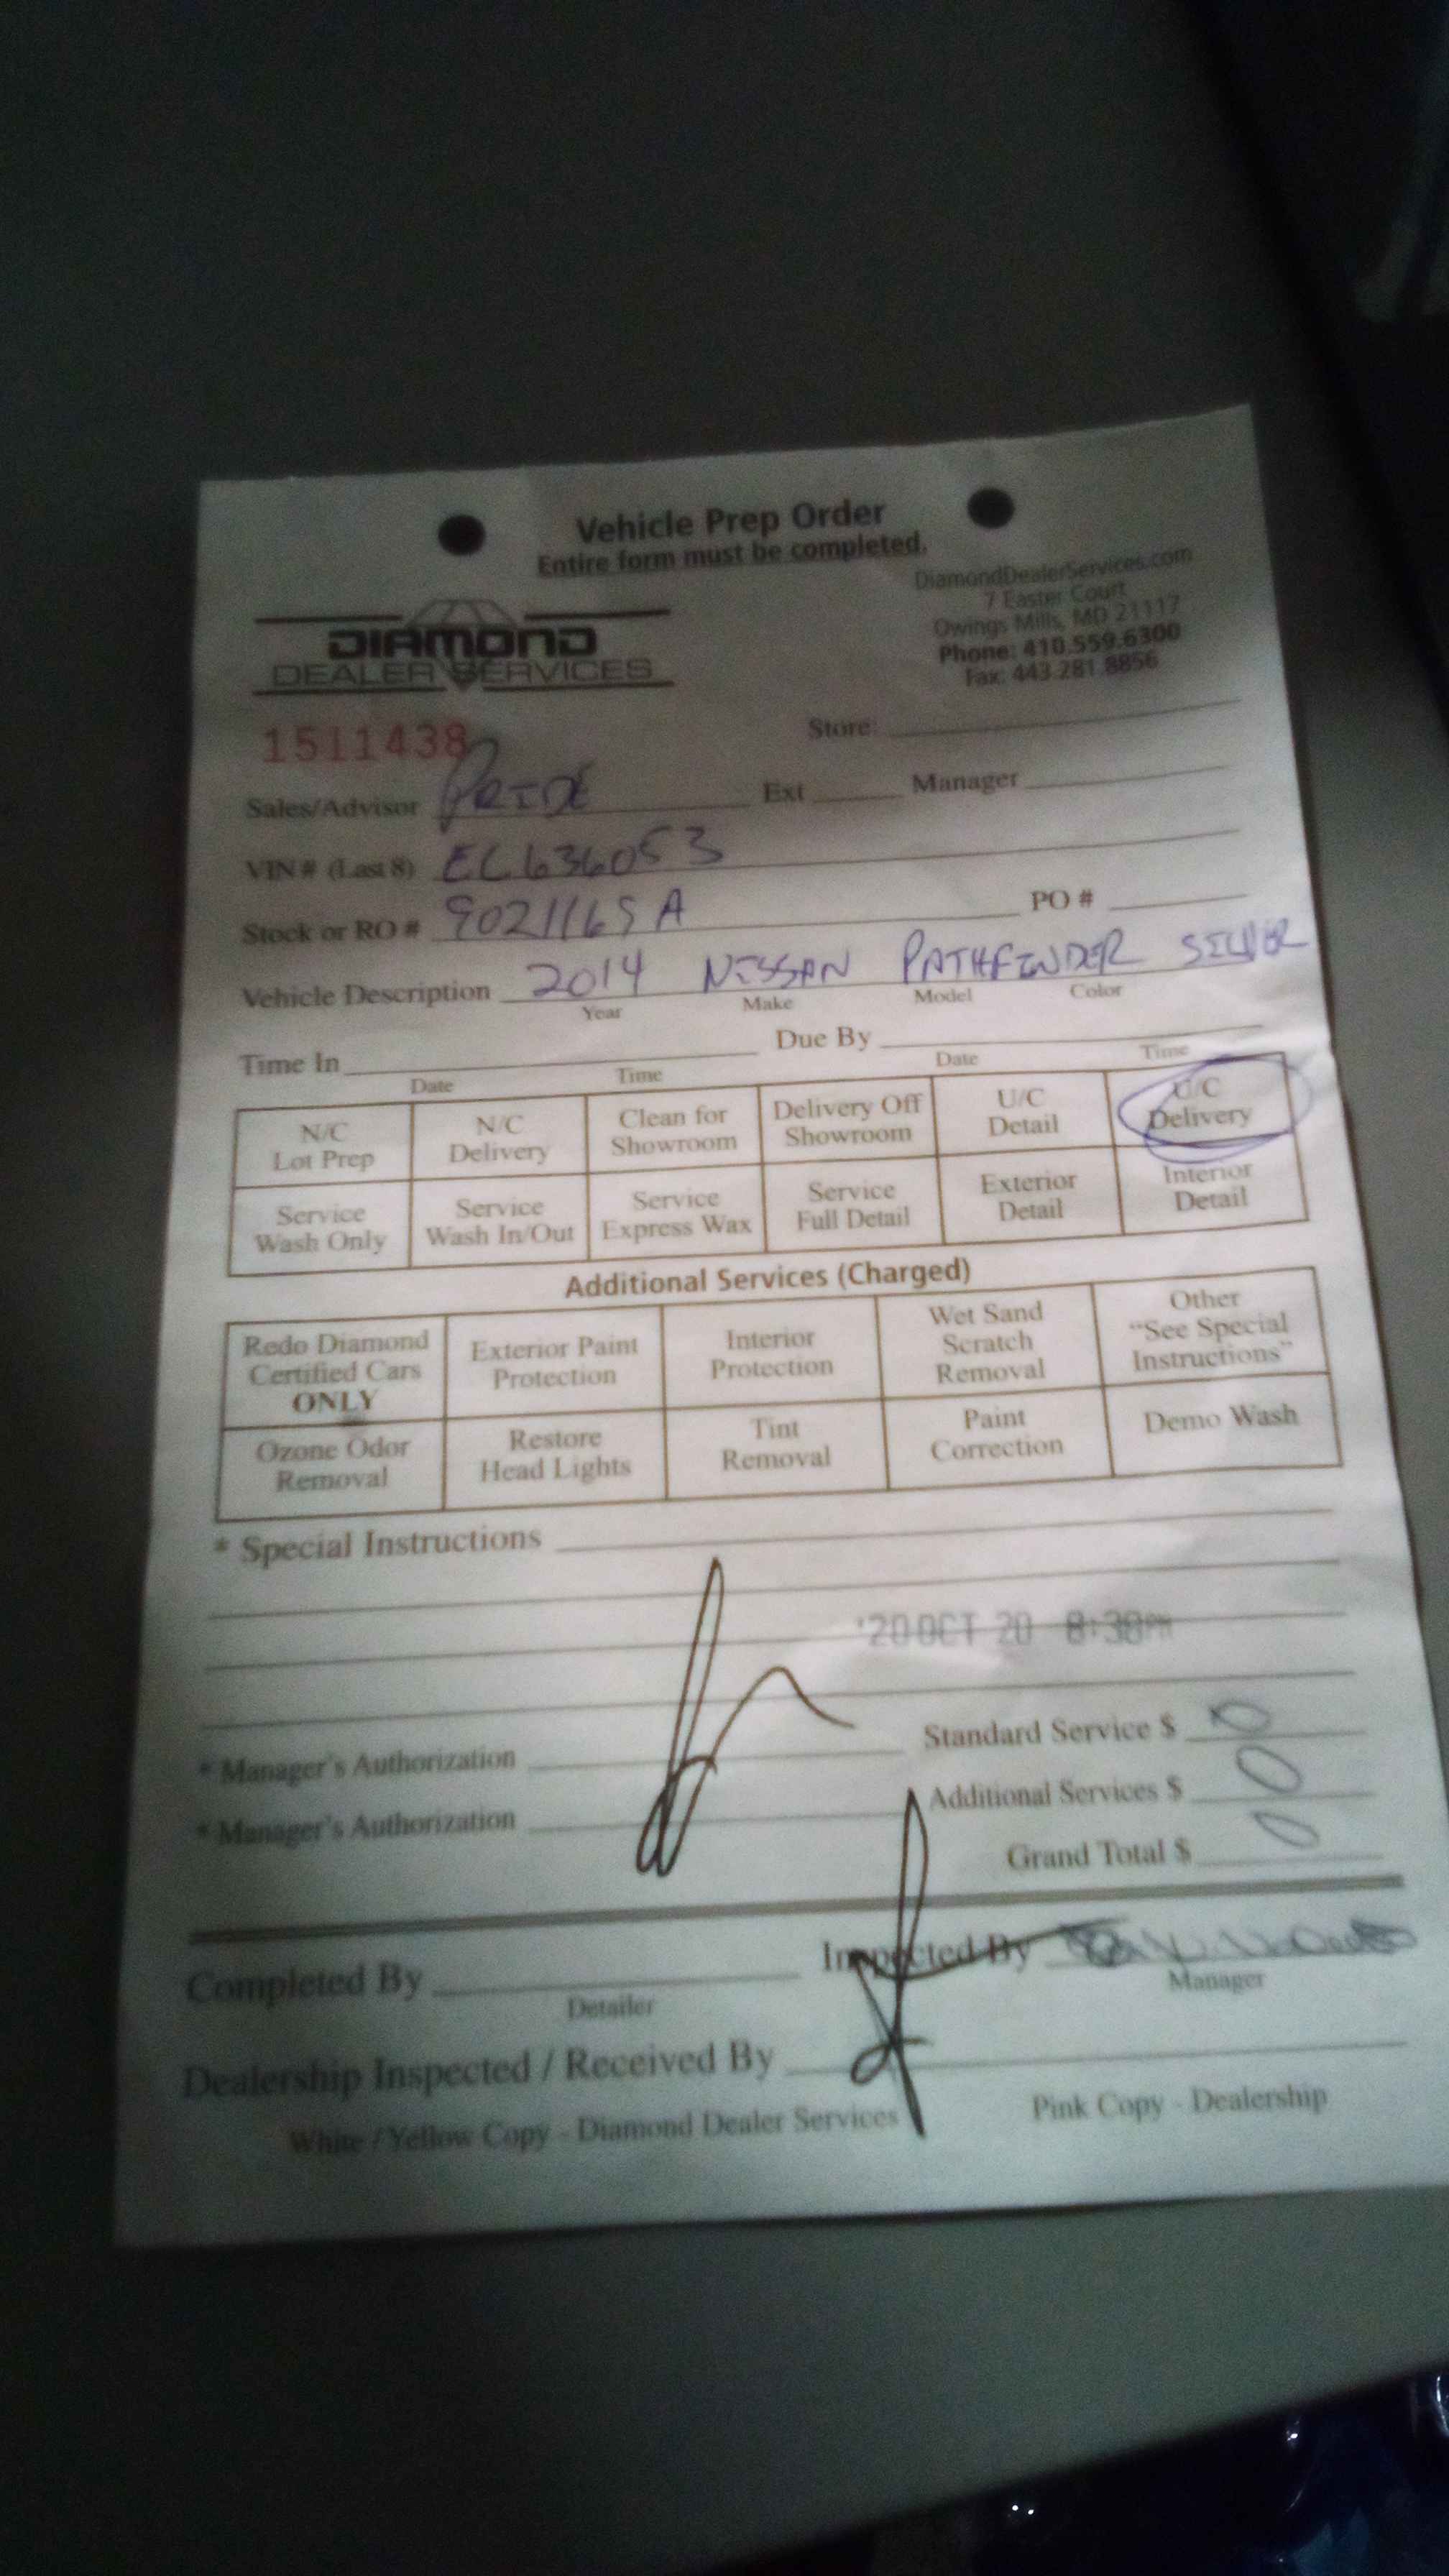 Vehicle Prep Order
Entire form must be completed.
DIAMOND
DEALER SERVICES
DiamondDealerServices.com
7 Easter Court
Owings Mills, MD 21117
Phone: 410.559.6300
Fax: 443.281.8856
1511438
Store:
Sales/Advisor PRIDE Ext Manager
VIN # (Last 8) EC636053
Stock or RO # 9021165A PO #
Vehicle Description 2014 NISSAN PATHFINDER SILVER
Year Make Model Color
Time In Due By
Date Time Date Time
N/C Lot Prep
N/C Delivery
Clean for Showroom
Delivery Off Showroom
U/C Detail
U/C Delivery
Service Wash Only
Service Wash In/Out
Service Express Wax
Service Full Detail
Exterior Detail
Interior Detail
Additional Services (Charged)
Redo Diamond Certified Cars ONLY
Exterior Paint Protection
Interior Protection
Wet Sand Scratch Removal
Other "See Special Instructions"
Ozone Odor Removal
Restore Head Lights
Tint Removal
Paint Correction
Demo Wash
* Special Instructions
'20 OCT 20 8:38PM
* Manager's Authorization
Standard Service $ 0
* Manager's Authorization
Additional Services $ 0
Grand Total $ 0
Completed By Inspected By
Detailer Manager
Dealership Inspected / Received By
White / Yellow Copy - Diamond Dealer Services Pink Copy - Dealership